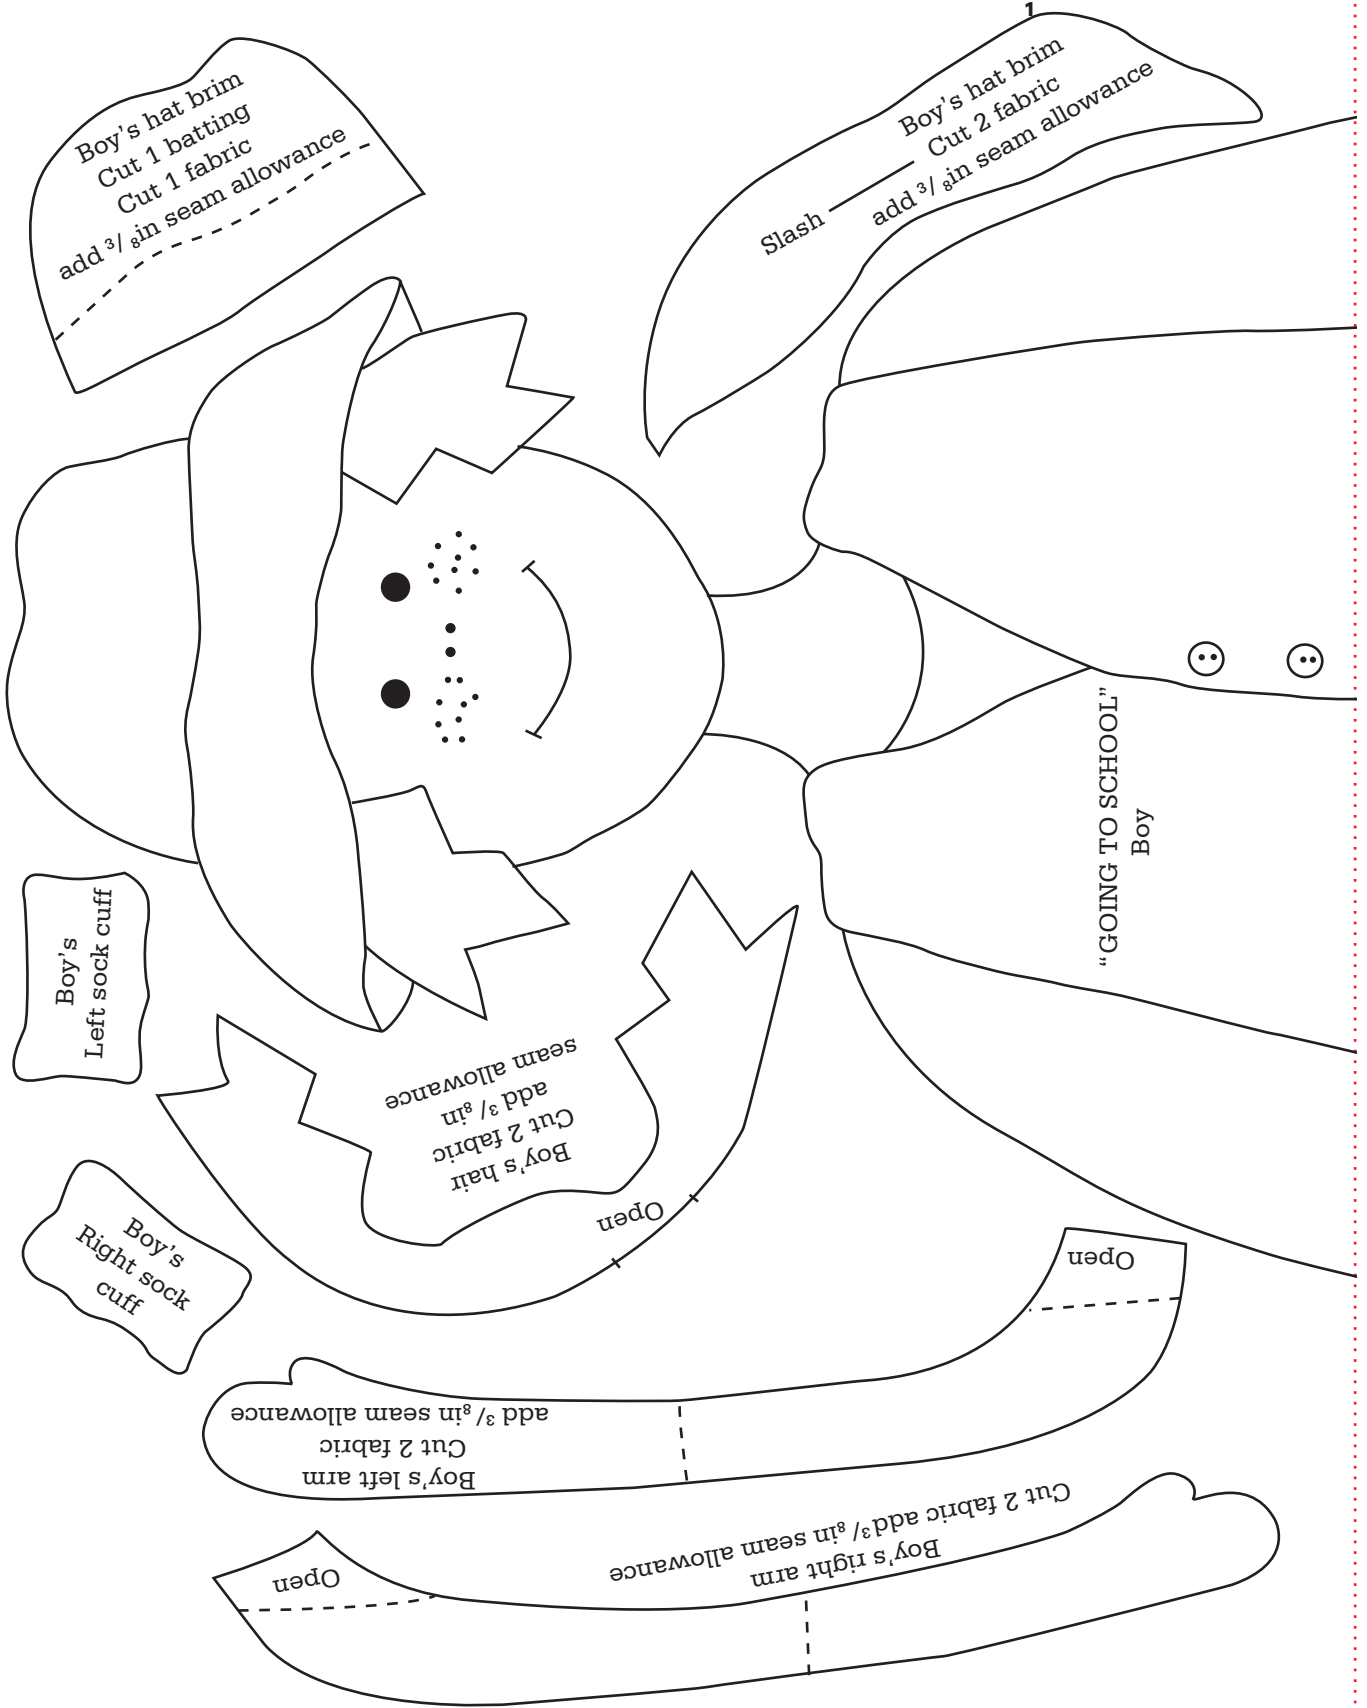 1
Boy’s hat brim
Cut 1 batting
Cut 1 fabric
add 3/8in seam allowance
Boy’s hat brim
Cut 2 fabric
add 3/8in seam allowance
Slash
“GOING TO SCHOOL”
Boy
Boy’s
Left sock cuff
Boy’s hair
Cut 2 fabric
add 3/8in
seam allowance
Open
Boy’s
Right sock
cuff
Open
Boy’s left arm
Cut 2 fabric
add 3/8in seam allowance
Boy’s right arm
Cut 2 fabric add 3/8in seam allowance
Open